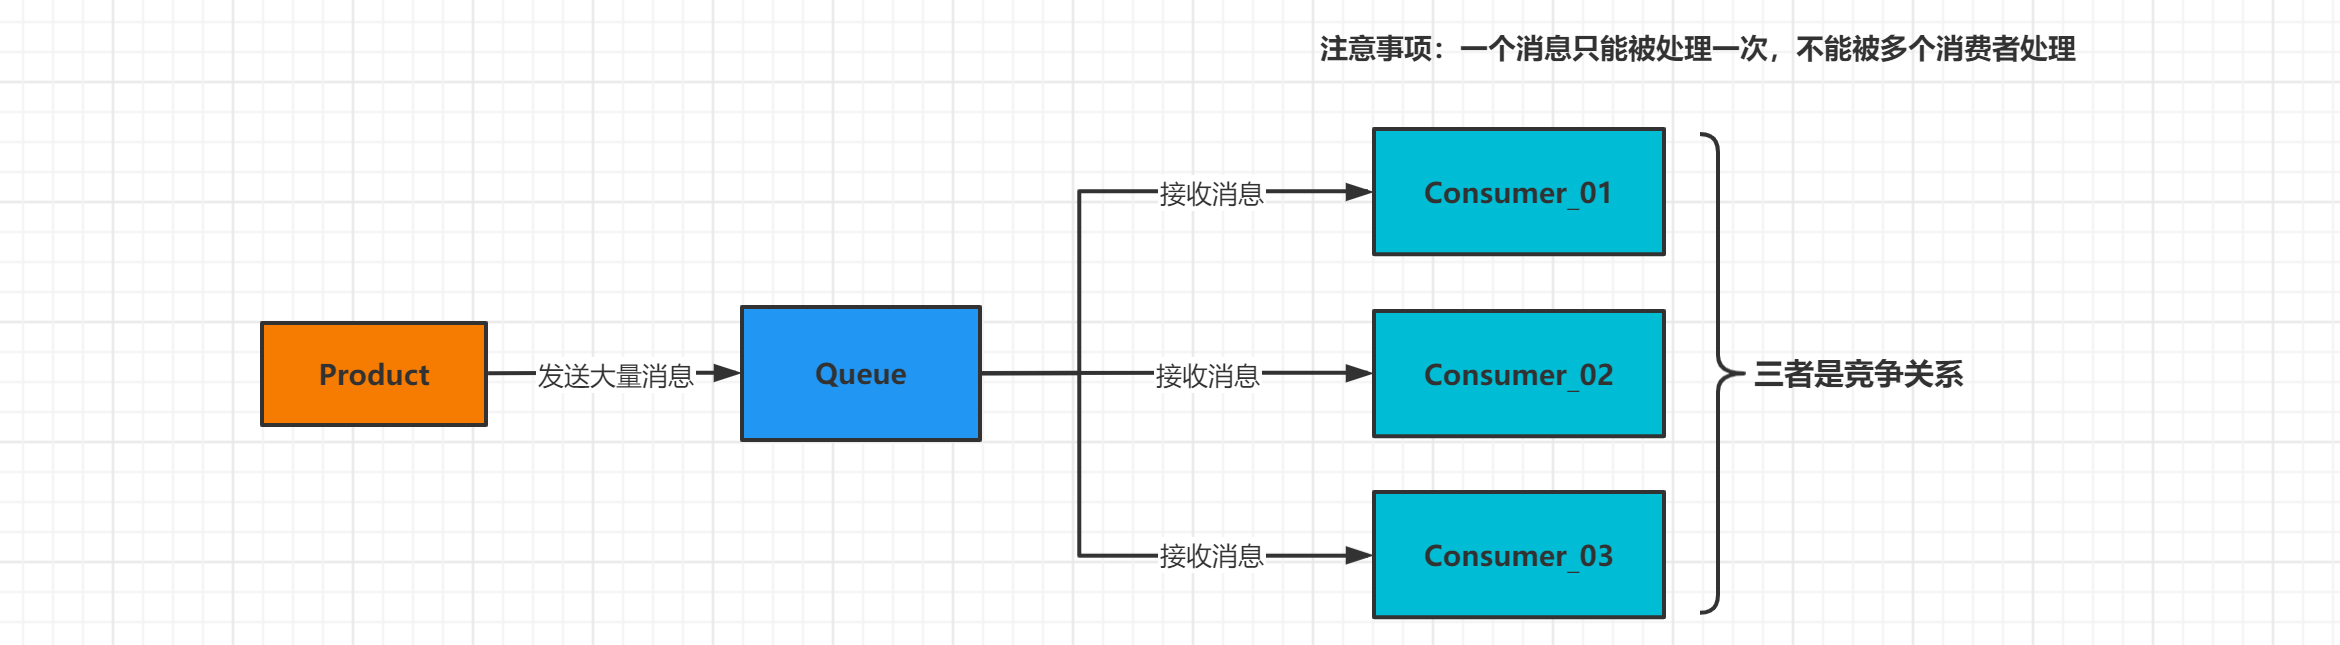 注意事项：一个消息只能被处理一次，不能被多个消费者处理
接收消息
Consumer_01
Product
发送大量消息
Queue
接收消息
Consumer_02
三者是竞争关系
接收消息
Consumer_03